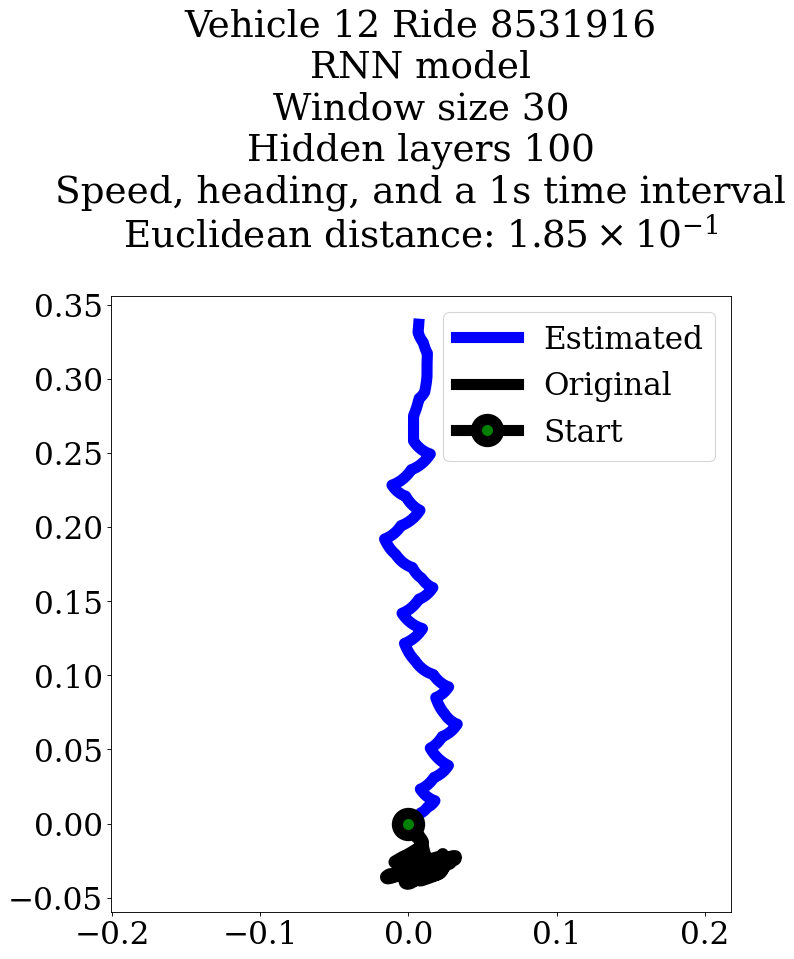 Vehicle 12 Ride 8531916
RNN model
Window size 30
Hidden layers 100
Speed, heading, and a 1s time interval
Euclidean distance: 1.85 × 10⁻¹
0.35
0.30
0.25
0.20
0.15
0.10
0.05
0.00
−0.05
Estimated
Original
Start
−0.2 −0.1 0.0 0.1 0.2